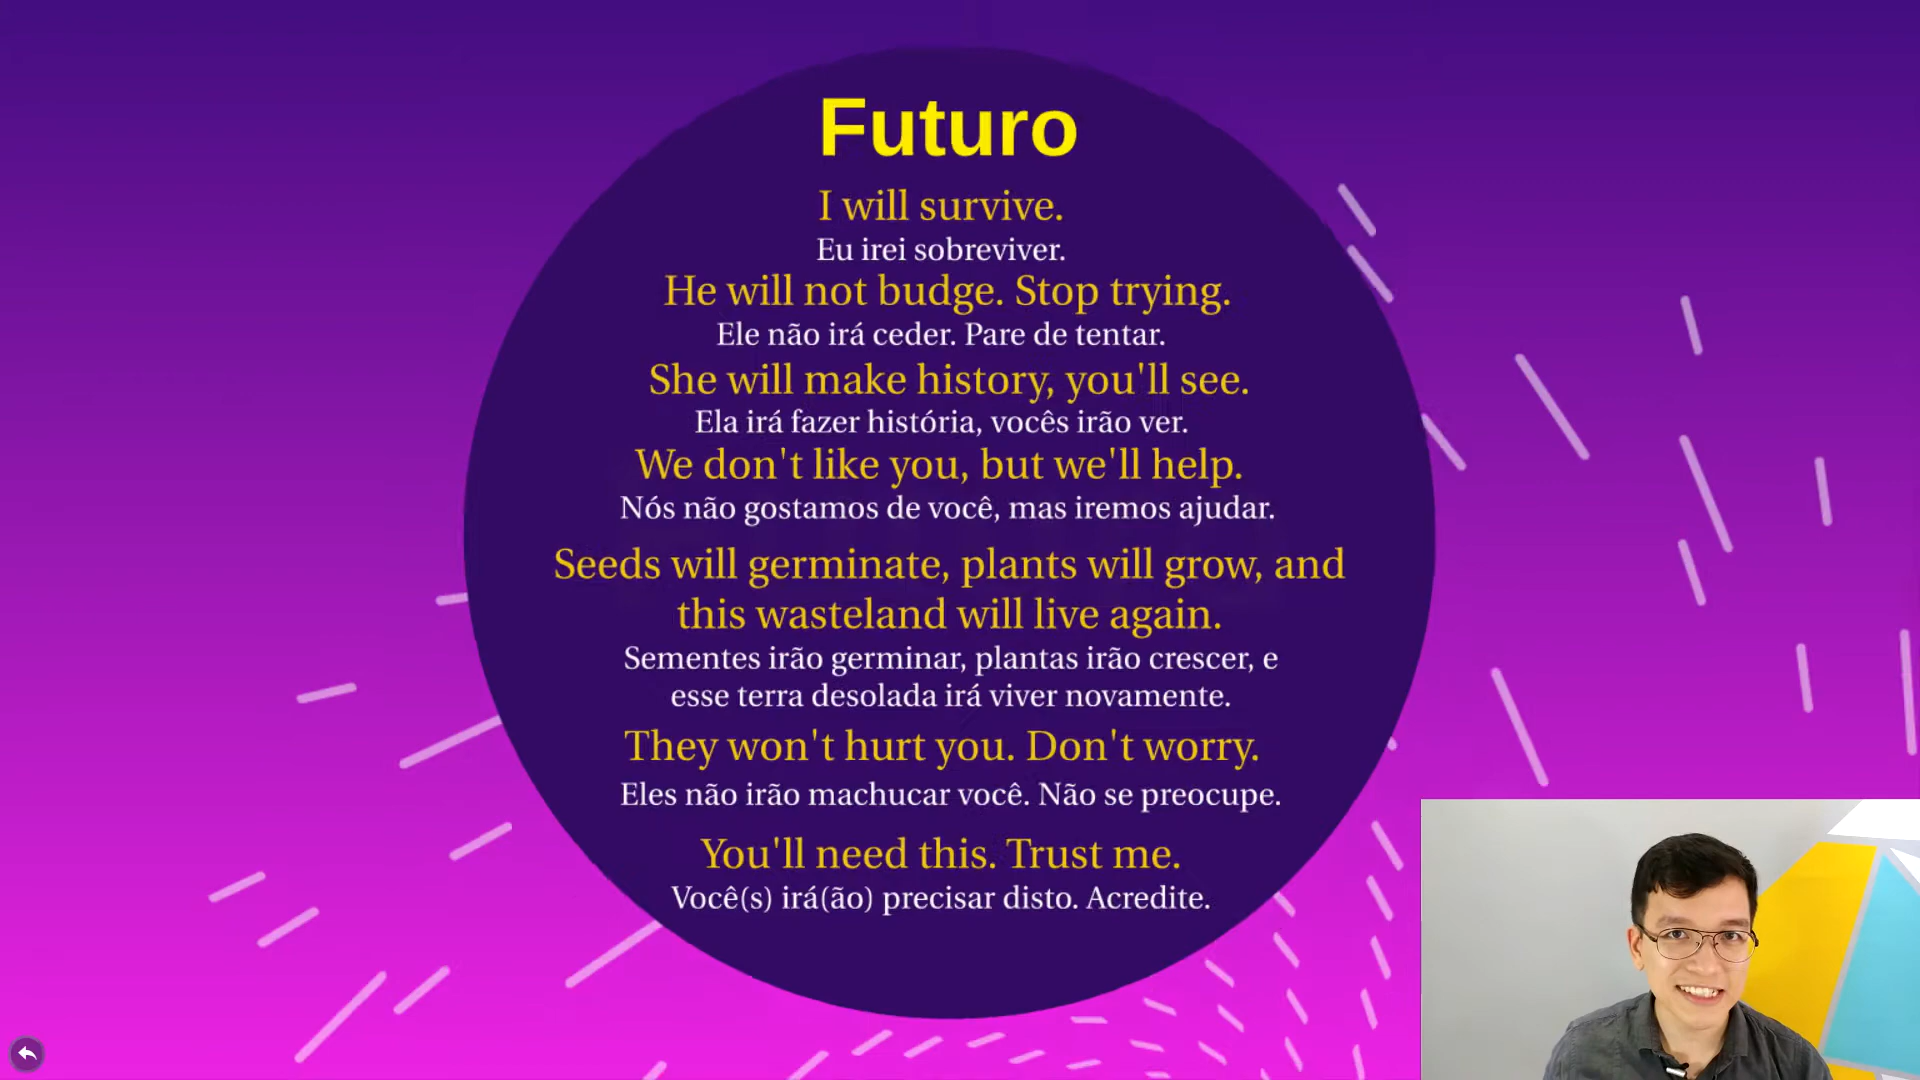 Futuro
I will survive.
Eu irei sobreviver.
He will not budge. Stop trying.
Ele não irá ceder. Pare de tentar.
She will make history, you'll see.
Ela irá fazer história, vocês irão ver.
We don't like you, but we'll help.
Nós não gostamos de você, mas iremos ajudar.
Seeds will germinate, plants will grow, and
this wasteland will live again.
Sementes irão germinar, plantas irão crescer, e
esse terra desolada irá viver novamente.
They won't hurt you. Don't worry.
Eles não irão machucar você. Não se preocupe.
You'll need this. Trust me.
Você(s) irá(ão) precisar disto. Acredite.